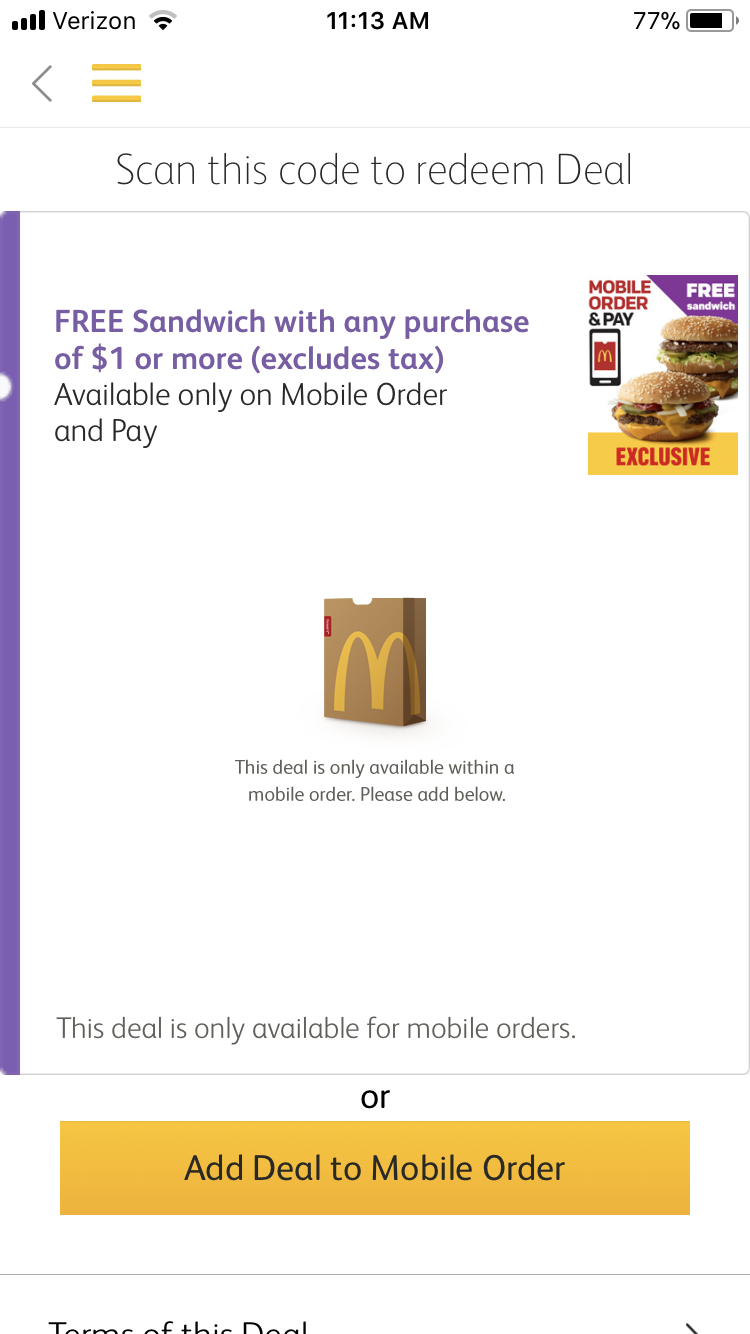 Verizon 11:13 AM 77%
Scan this code to redeem Deal
FREE Sandwich with any purchase
of $1 or more (excludes tax)
Available only on Mobile Order
and Pay
MOBILE
ORDER
& PAY
FREE
sandwich
EXCLUSIVE
This deal is only available within a
mobile order. Please add below.
This deal is only available for mobile orders.
or
Add Deal to Mobile Order
Terms of this Deal